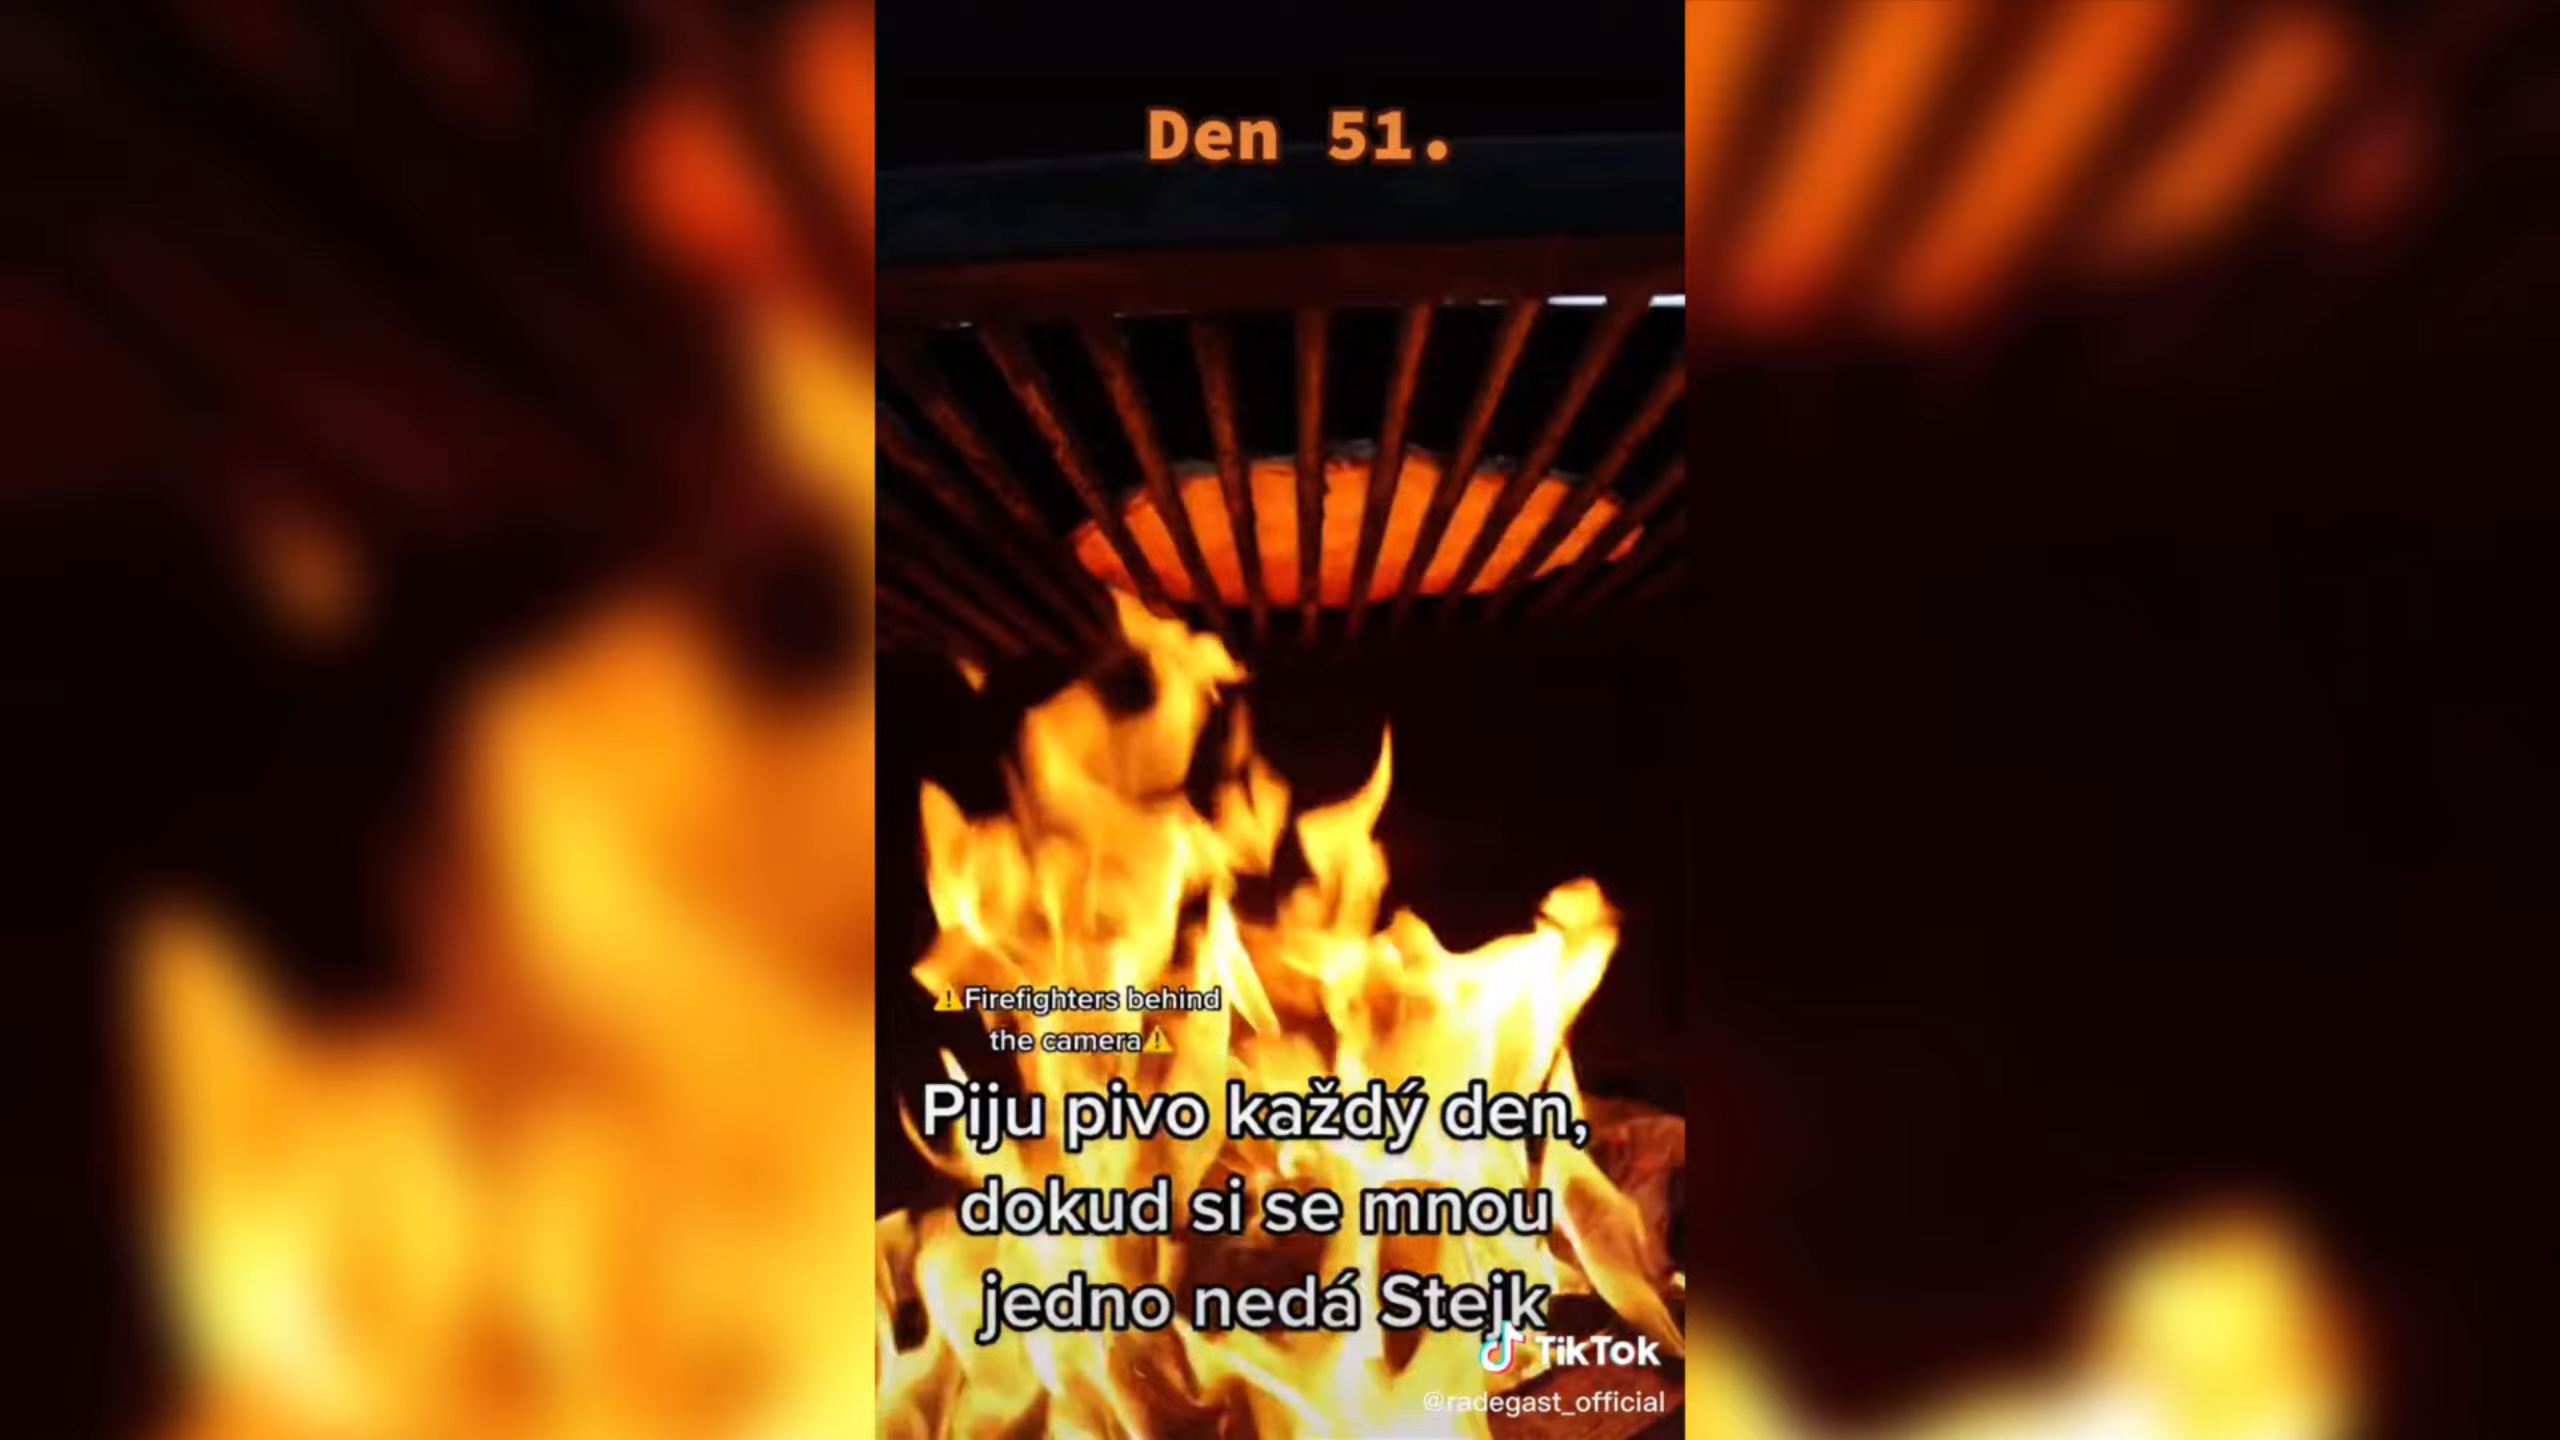 Den 51.
⚠Firefighters behind
the camera⚠
Piju pivo každý den,
dokud si se mnou
jedno nedá Stejk
TikTok
@radegast_official